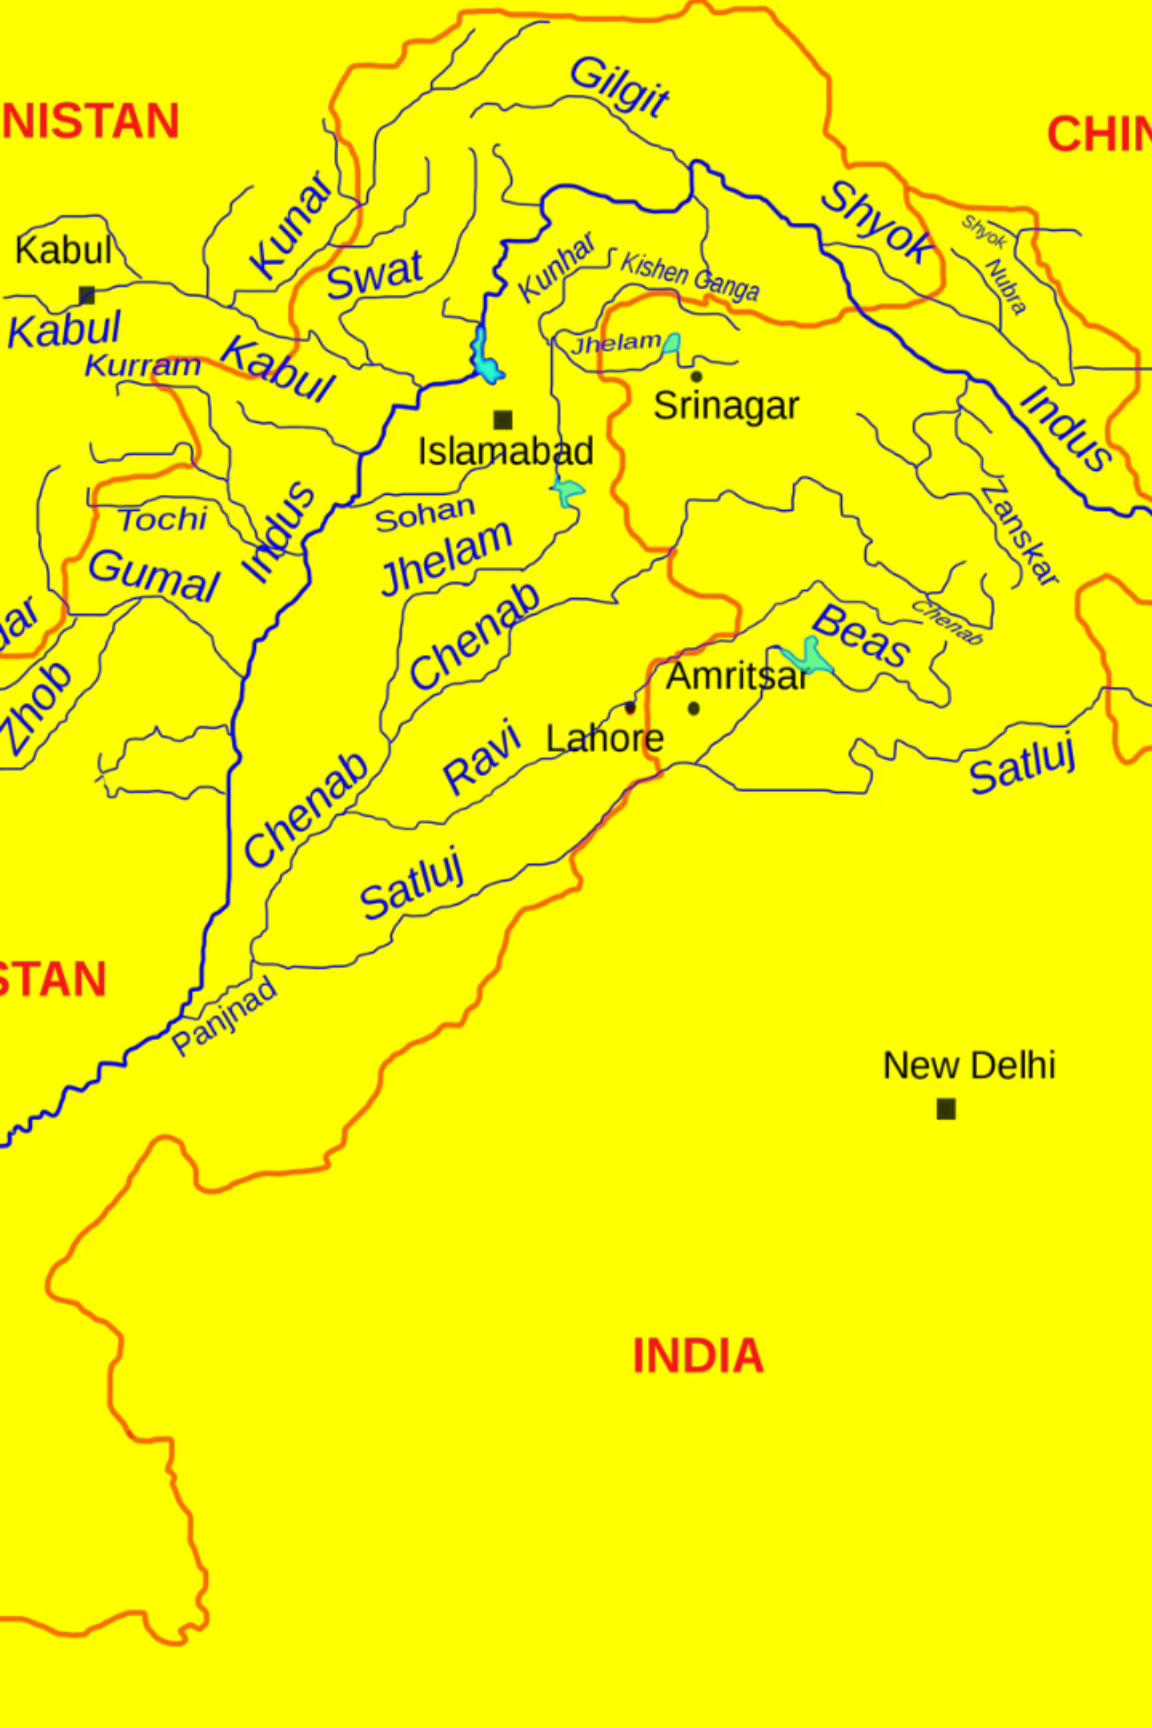 Gilgit
NISTAN
CHIN
Kunar
Shyok
Shyok
Kabul
Swat
Kunhar
Kishen Ganga
Nubra
Kabul
Jhelam
Kurram
Kabul
Srinagar
Indus
Islamabad
Tochi
Indus
Sohan
Zanskar
Jhelam
Gumal
dar
Chenab
Chenab
Beas
Zhob
Amritsar
Lahore
Ravi
Satluj
Chenab
Satluj
STAN
Panjnad
New Delhi
INDIA